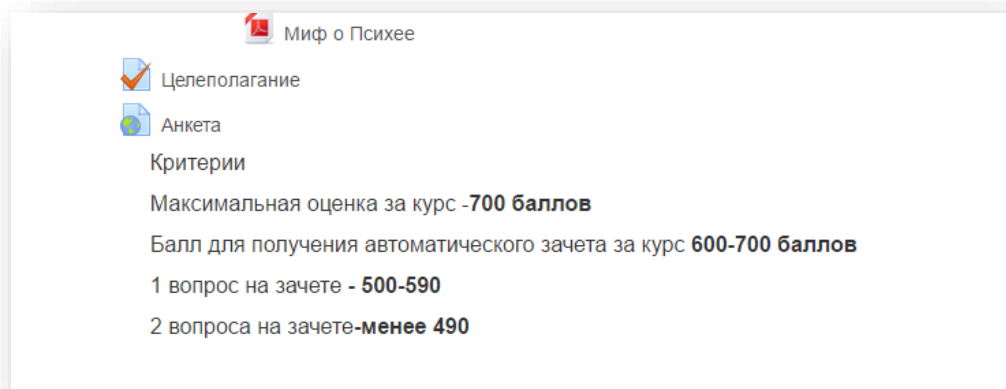 Миф о Психее
Целеполагание
Анкета
Критерии
Максимальная оценка за курс -700 баллов
Балл для получения автоматического зачета за курс 600-700 баллов
1 вопрос на зачете - 500-590
2 вопроса на зачете-менее 490